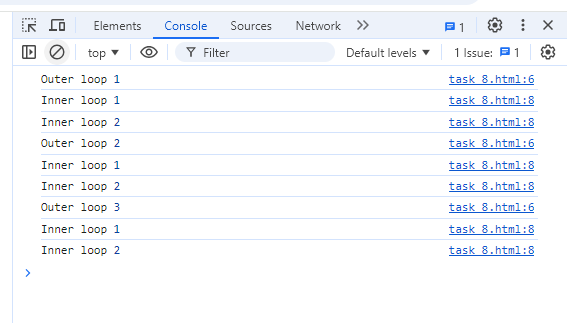 Elements Console Sources Network 1
top Filter Default levels 1 Issue: 1
Outer loop 1 task 8.html:6
Inner loop 1 task 8.html:8
Inner loop 2 task 8.html:8
Outer loop 2 task 8.html:6
Inner loop 1 task 8.html:8
Inner loop 2 task 8.html:8
Outer loop 3 task 8.html:6
Inner loop 1 task 8.html:8
Inner loop 2 task 8.html:8